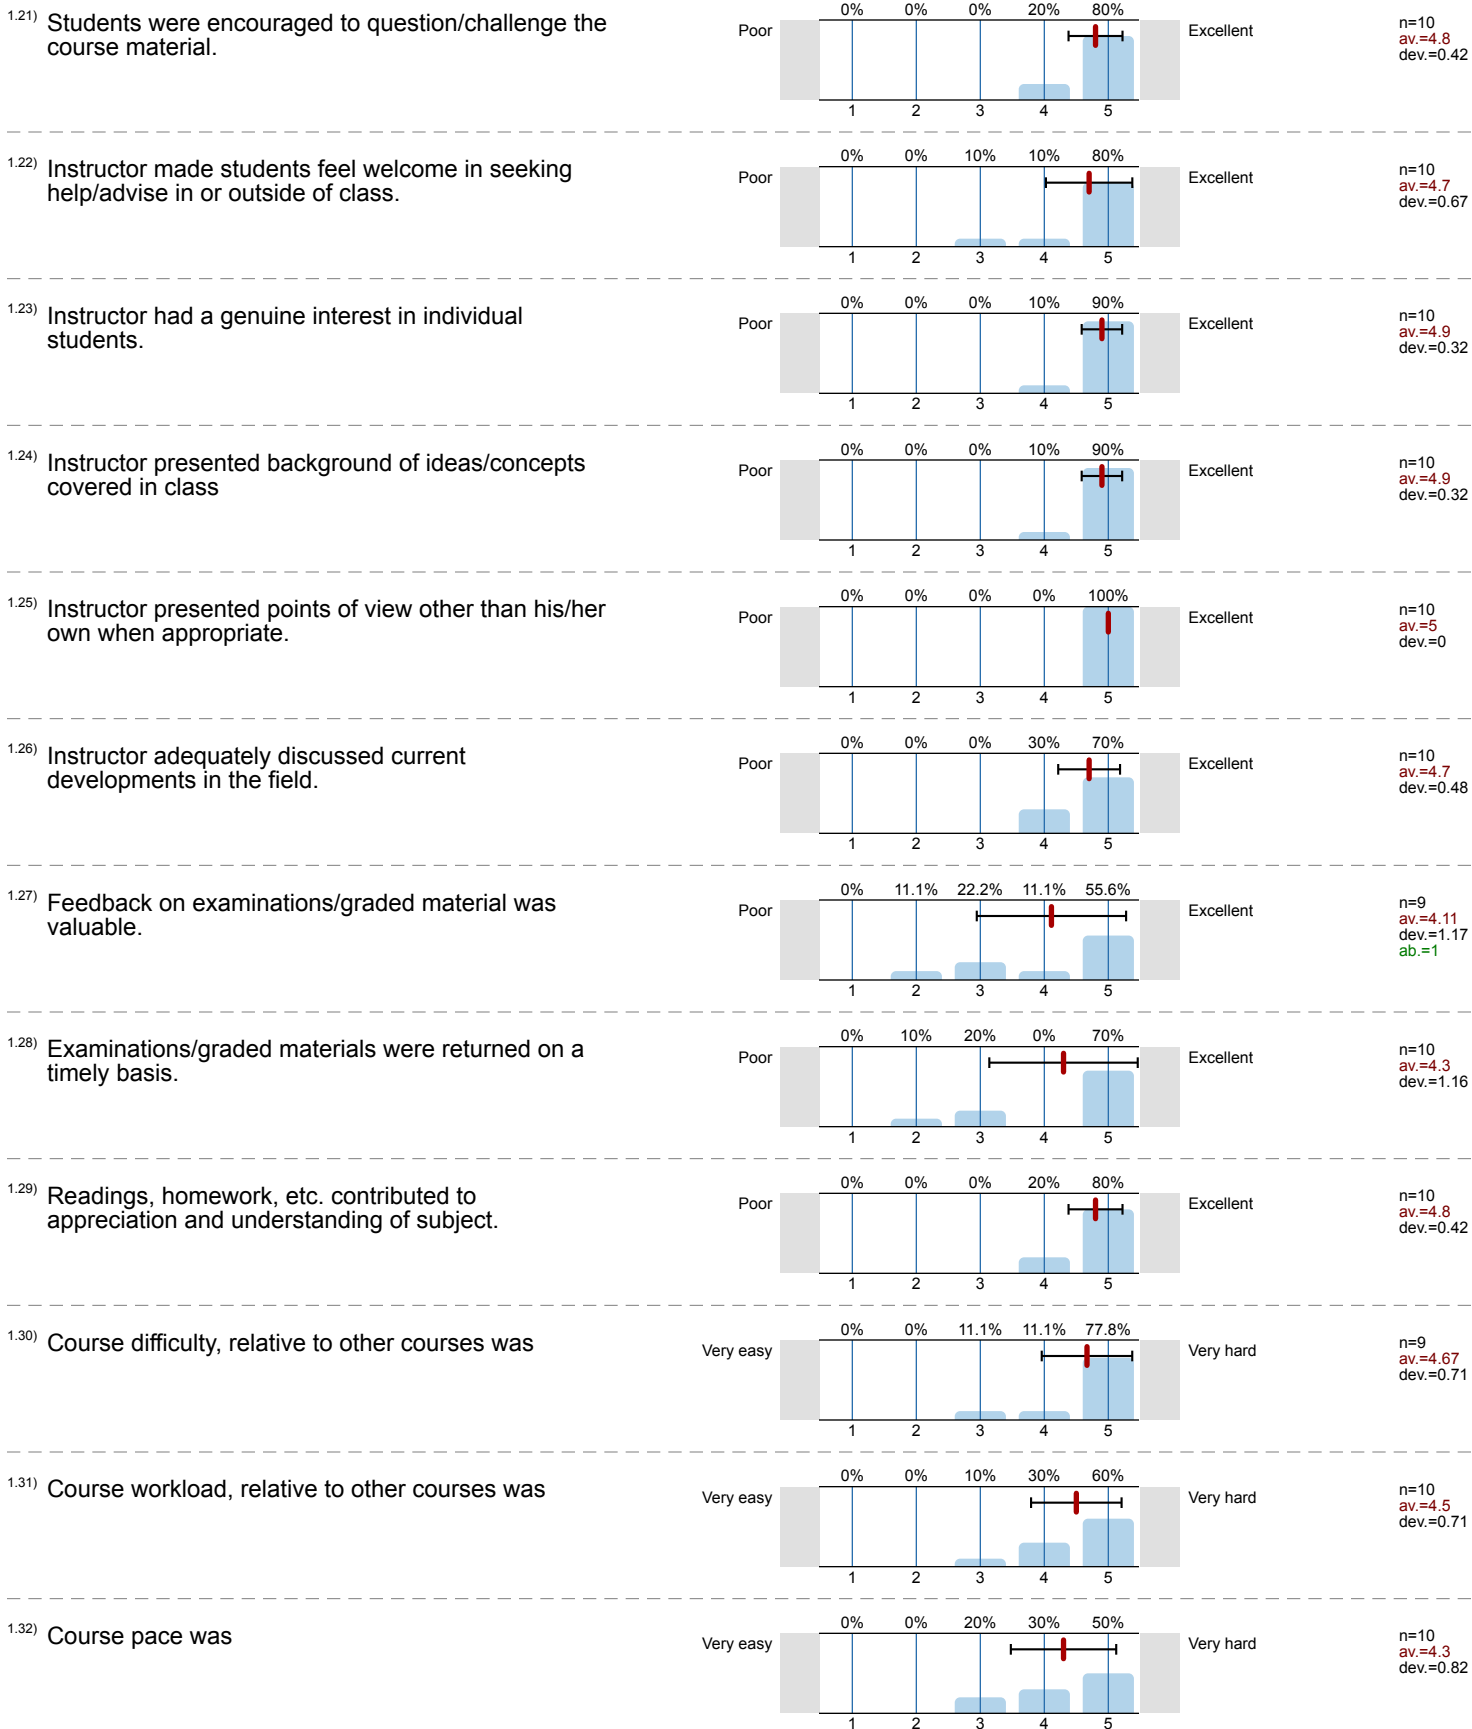 1.21) Students were encouraged to question/challenge the
course material.
0% 0% 0% 20% 80%
Poor Excellent
1 2 3 4 5
n=10
av.=4.8
dev.=0.42
1.22) Instructor made students feel welcome in seeking
help/advise in or outside of class.
0% 0% 10% 10% 80%
Poor Excellent
1 2 3 4 5
n=10
av.=4.7
dev.=0.67
1.23) Instructor had a genuine interest in individual
students.
0% 0% 0% 10% 90%
Poor Excellent
1 2 3 4 5
n=10
av.=4.9
dev.=0.32
1.24) Instructor presented background of ideas/concepts
covered in class
0% 0% 0% 10% 90%
Poor Excellent
1 2 3 4 5
n=10
av.=4.9
dev.=0.32
1.25) Instructor presented points of view other than his/her
own when appropriate.
0% 0% 0% 0% 100%
Poor Excellent
1 2 3 4 5
n=10
av.=5
dev.=0
1.26) Instructor adequately discussed current
developments in the field.
0% 0% 0% 30% 70%
Poor Excellent
1 2 3 4 5
n=10
av.=4.7
dev.=0.48
1.27) Feedback on examinations/graded material was
valuable.
0% 11.1% 22.2% 11.1% 55.6%
Poor Excellent
1 2 3 4 5
n=9
av.=4.11
dev.=1.17
ab.=1
1.28) Examinations/graded materials were returned on a
timely basis.
0% 10% 20% 0% 70%
Poor Excellent
1 2 3 4 5
n=10
av.=4.3
dev.=1.16
1.29) Readings, homework, etc. contributed to
appreciation and understanding of subject.
0% 0% 0% 20% 80%
Poor Excellent
1 2 3 4 5
n=10
av.=4.8
dev.=0.42
1.30) Course difficulty, relative to other courses was
0% 0% 11.1% 11.1% 77.8%
Very easy Very hard
1 2 3 4 5
n=9
av.=4.67
dev.=0.71
1.31) Course workload, relative to other courses was
0% 0% 10% 30% 60%
Very easy Very hard
1 2 3 4 5
n=10
av.=4.5
dev.=0.71
1.32) Course pace was
0% 0% 20% 30% 50%
Very easy Very hard
1 2 3 4 5
n=10
av.=4.3
dev.=0.82